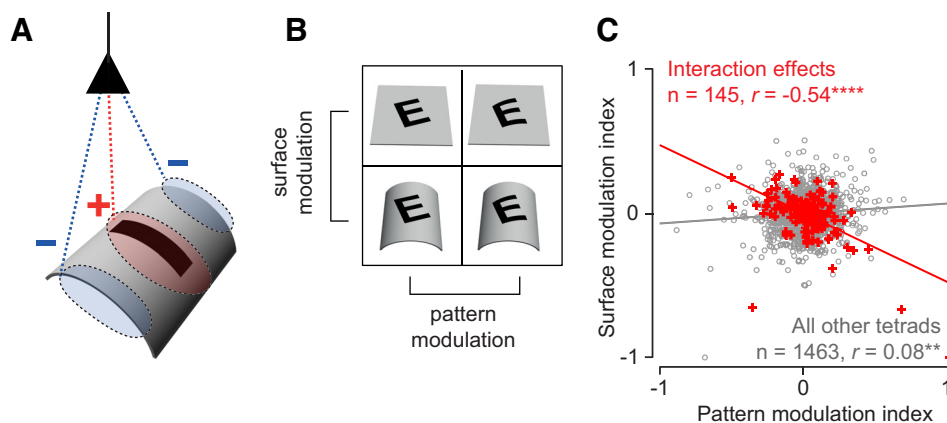 A
B
C
+
−
−
surface
modulation
E
E
E
E
pattern
modulation
Interaction effects
n = 145, r = -0.54****
All other tetrads
n = 1463, r = 0.08**
Surface modulation index
1
0
-1
-1
0
1
Pattern modulation index